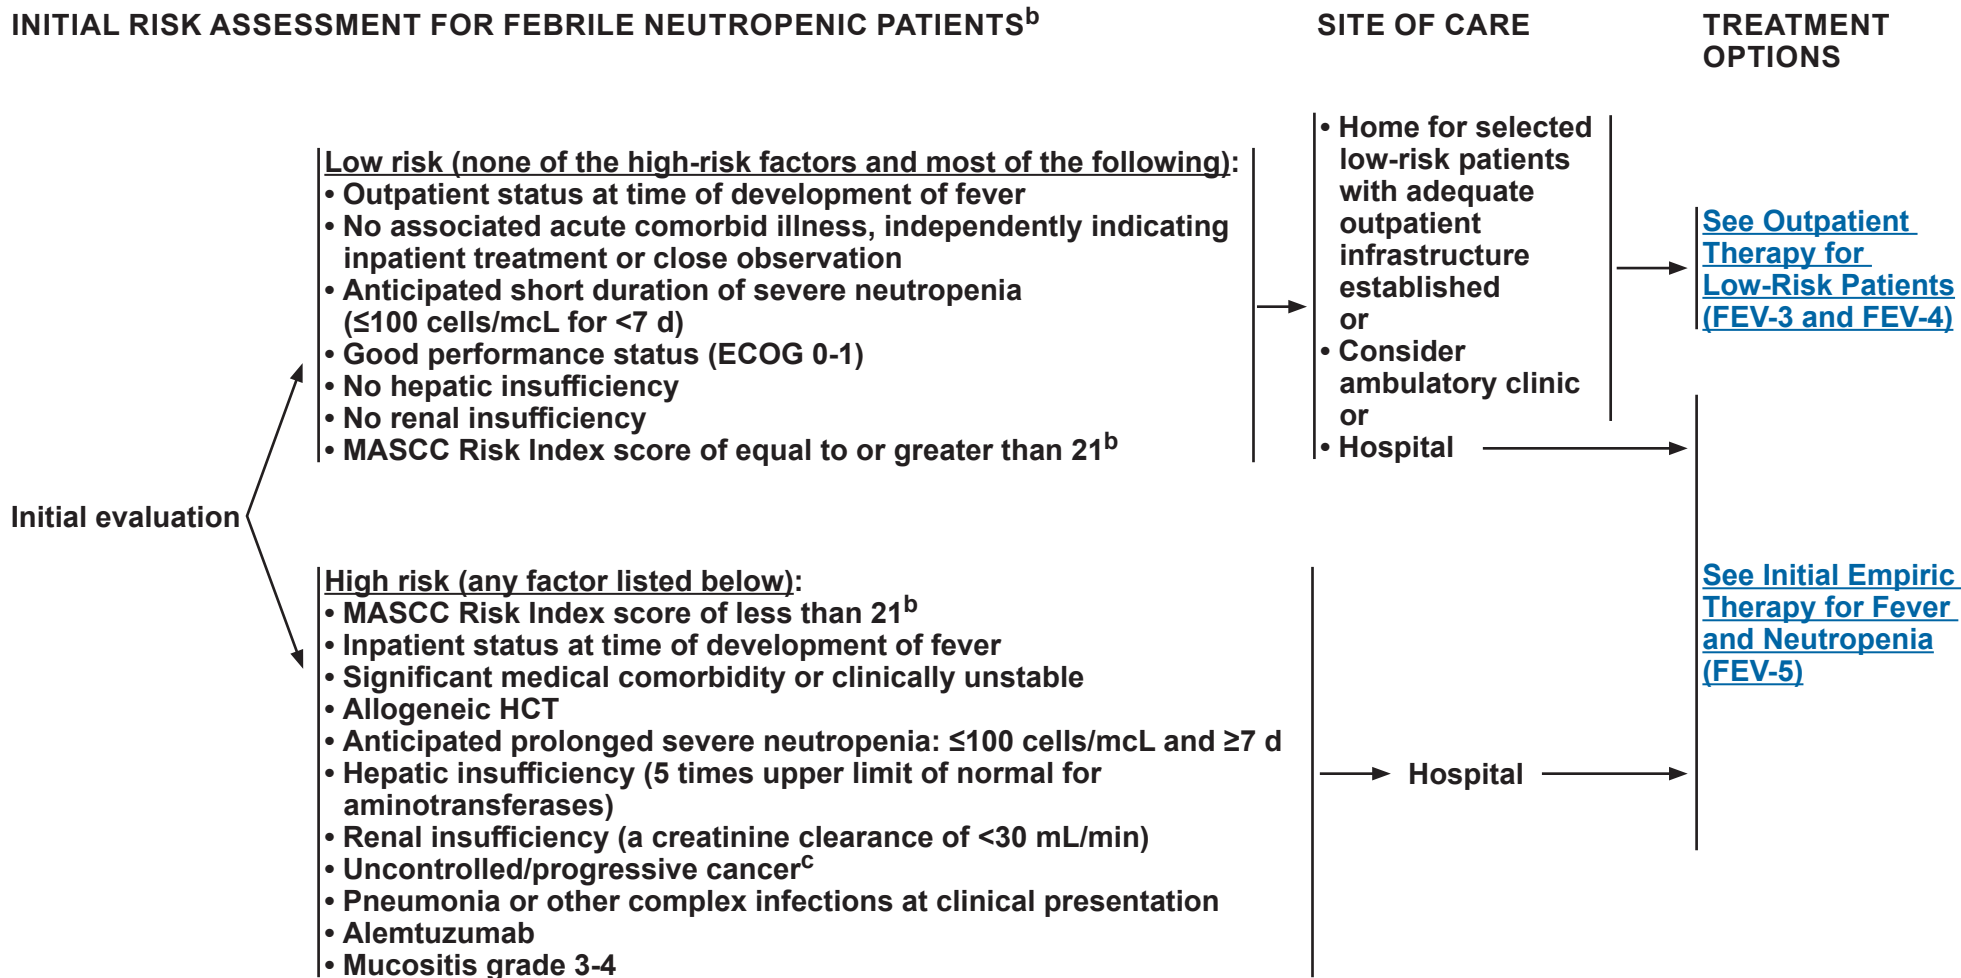 INITIAL RISK ASSESSMENT FOR FEBRILE NEUTROPENIC PATIENTSb
SITE OF CARE
TREATMENT
OPTIONS
Initial evaluation
Low risk (none of the high-risk factors and most of the following):
• Outpatient status at time of development of fever
• No associated acute comorbid illness, independently indicating
inpatient treatment or close observation
• Anticipated short duration of severe neutropenia
(≤100 cells/mcL for <7 d)
• Good performance status (ECOG 0-1)
• No hepatic insufficiency
• No renal insufficiency
• MASCC Risk Index score of equal to or greater than 21b
• Home for selected
low-risk patients
with adequate
outpatient
infrastructure
established
or
• Consider
ambulatory clinic
or
• Hospital
See Outpatient
Therapy for
Low-Risk Patients
(FEV-3 and FEV-4)
High risk (any factor listed below):
• MASCC Risk Index score of less than 21b
• Inpatient status at time of development of fever
• Significant medical comorbidity or clinically unstable
• Allogeneic HCT
• Anticipated prolonged severe neutropenia: ≤100 cells/mcL and ≥7 d
• Hepatic insufficiency (5 times upper limit of normal for
aminotransferases)
• Renal insufficiency (a creatinine clearance of <30 mL/min)
• Uncontrolled/progressive cancerc
• Pneumonia or other complex infections at clinical presentation
• Alemtuzumab
• Mucositis grade 3-4
Hospital
See Initial Empiric
Therapy for Fever
and Neutropenia
(FEV-5)